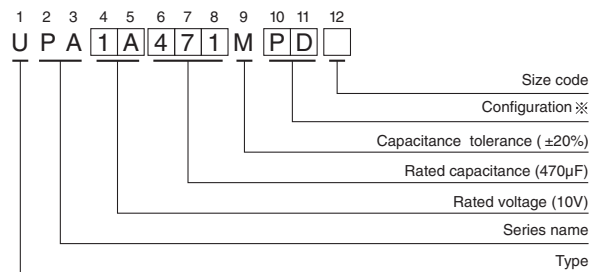 1 2 3 4 5 6 7 8 9 10 11 12
U P A 1 A 4 7 1 M P D
Size code
Configuration ※
Capacitance tolerance ( ±20%)
Rated capacitance (470µF)
Rated voltage (10V)
Series name
Type